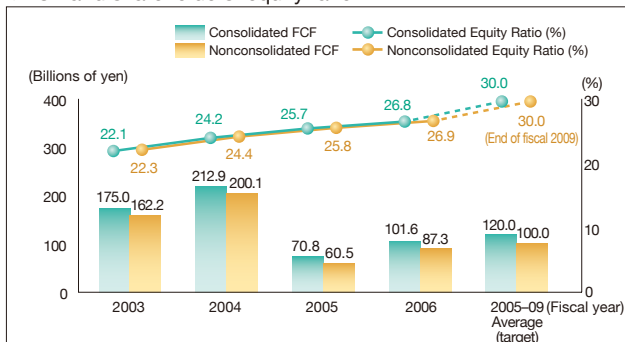 Consolidated FCF Consolidated Equity Ratio (%)
Nonconsolidated FCF Nonconsolidated Equity Ratio (%)
(Billions of yen) (%)
400 30
300 20
200 10
100
0 0
22.1 24.2 25.7 26.8 30.0
22.3 24.4 25.8 26.9 30.0
(End of fiscal 2009)
175.0 162.2 212.9 200.1 70.8 60.5 101.6 87.3 120.0 100.0
2003 2004 2005 2006 2005–09 (Fiscal year)
Average
(target)